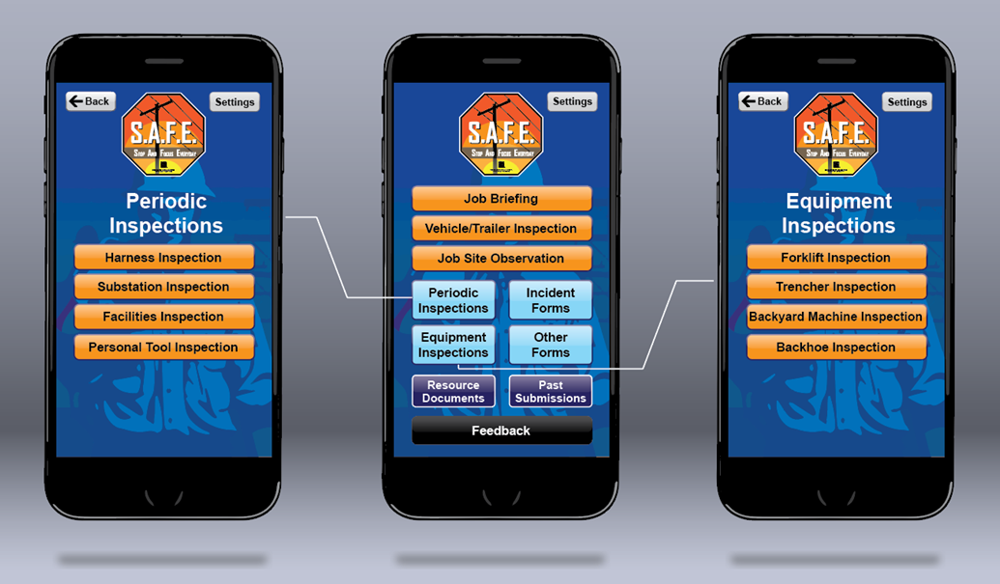 Back
Settings
S.A.F.E.
Stop And Focus Everyday
Periodic
Inspections
Harness Inspection
Substation Inspection
Facilities Inspection
Personal Tool Inspection
Settings
S.A.F.E.
Stop And Focus Everyday
Job Briefing
Vehicle/Trailer Inspection
Job Site Observation
Periodic
Inspections
Incident
Forms
Equipment
Inspections
Other
Forms
Resource
Documents
Past
Submissions
Feedback
Back
Settings
S.A.F.E.
Stop And Focus Everyday
Equipment
Inspections
Forklift Inspection
Trencher Inspection
Backyard Machine Inspection
Backhoe Inspection